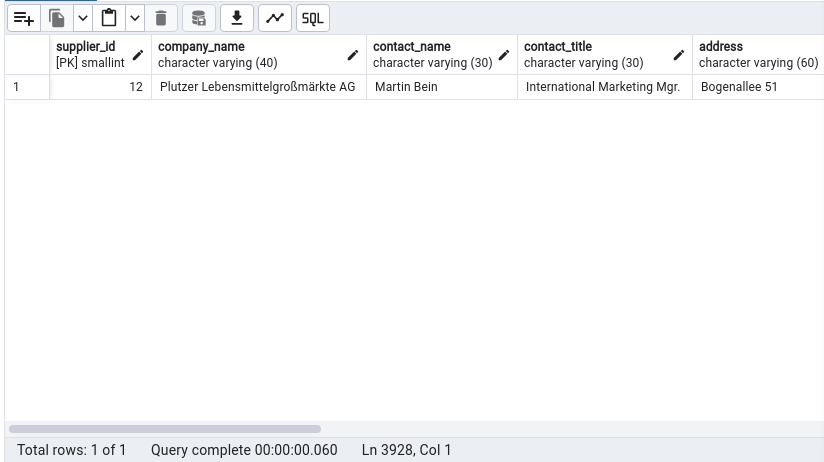 SQL
supplier_id company_name contact_name contact_title address
[PK] smallint character varying (40) character varying (30) character varying (30) character varying (60)
1 12 Plutzer Lebensmittelgroßmärkte AG Martin Bein International Marketing Mgr. Bogenallee 51
Total rows: 1 of 1 Query complete 00:00:00.060 Ln 3928, Col 1